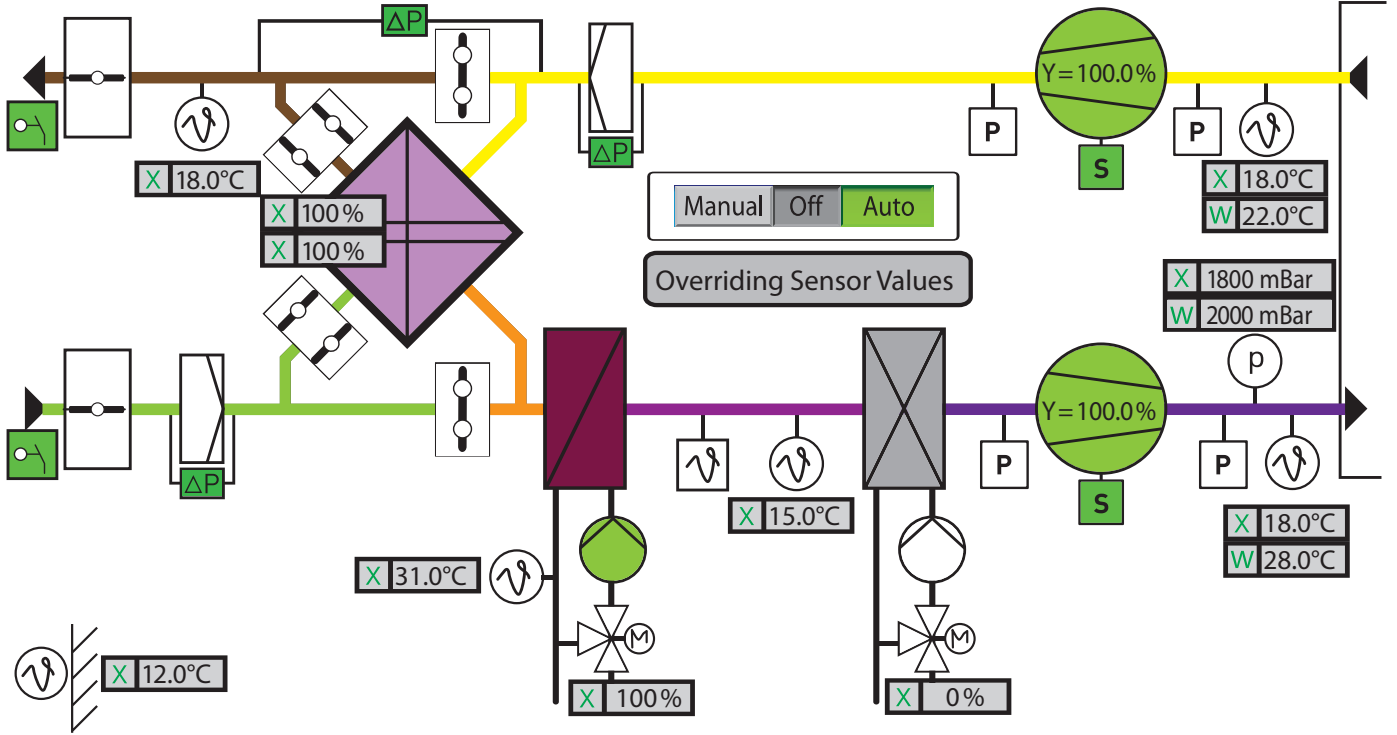 ΔP
Y = 100.0 %
P
P
ΔP
S
X 18.0°C
X 18.0°C
W 22.0°C
Manual Off Auto
X 100 %
X 100 %
Overriding Sensor Values
X 1800 mBar
W 2000 mBar
p
Y = 100.0 %
P
P
ΔP
S
X 15.0°C
X 18.0°C
W 28.0°C
X 31.0°C
M
M
X 12.0°C
X 100 %
X 0 %